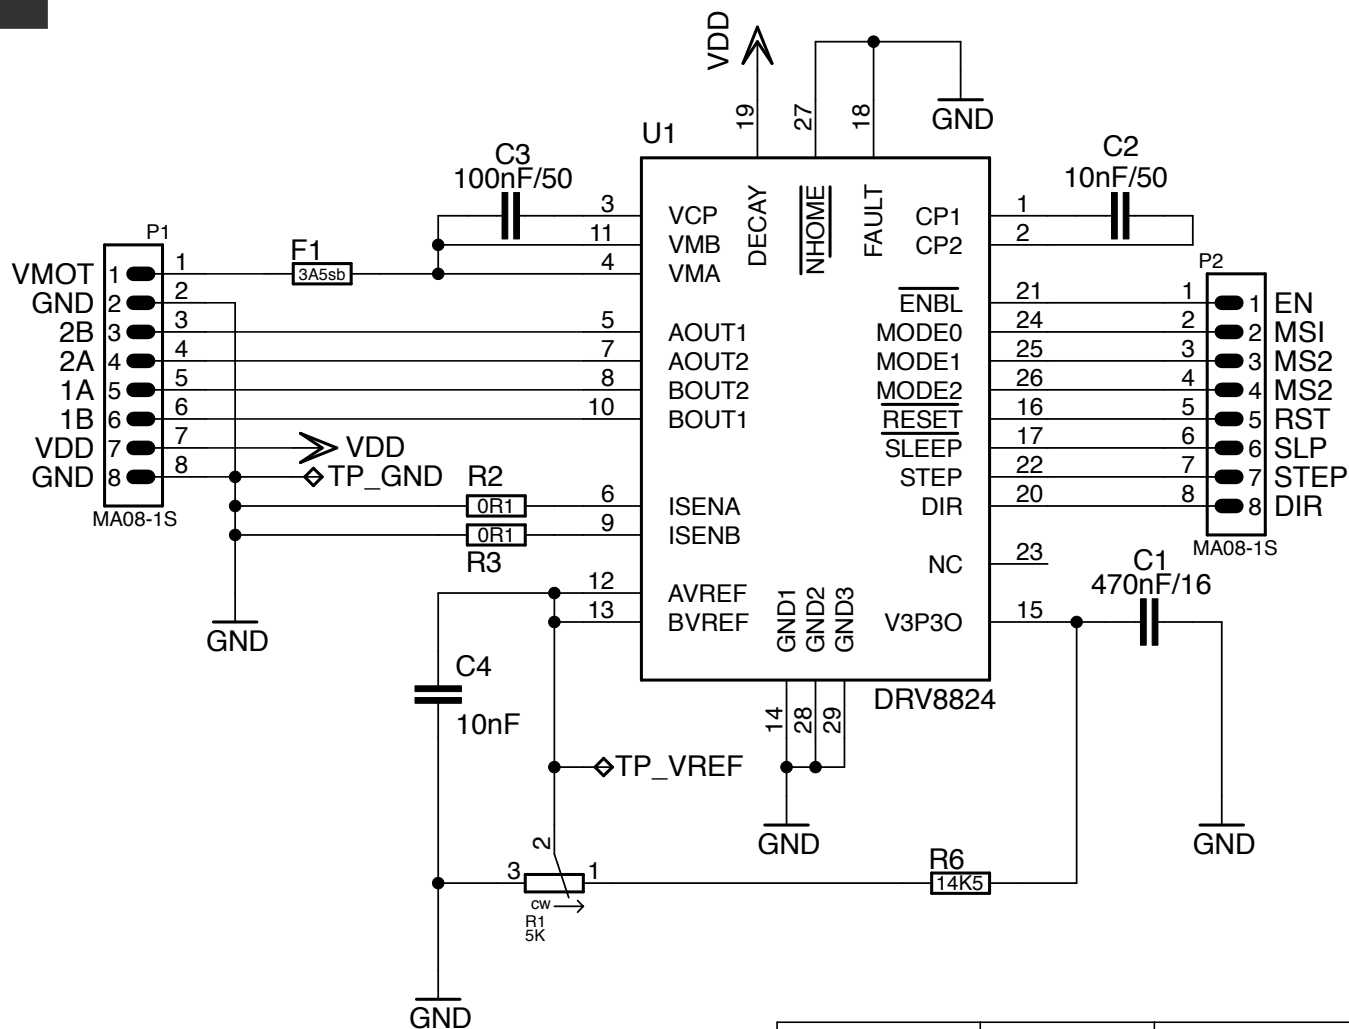 VDD
19
27
18
GND
U1
C3
100nF/50
C2
10nF/50
DECAY
NHOME
FAULT
3
VCP
CP1
1
11
VMB
CP2
2
4
VMA
P1
F1
3A5sb
VMOT 1 1
GND 2 2
2B 3 3
2A 4 4
1A 5 5
1B 6 6
VDD 7 7
VDD
GND 8 8
TP_GND
MA08-1S
5 AOUT1
7 AOUT2
8 BOUT2
10 BOUT1
R2
0R1
6 ISENA
0R1
9 ISENB
R3
GND
12 AVREF
13 BVREF
P2
ENBL 21 1 1 EN
MODE0 24 2 2 MSI
MODE1 25 3 3 MS2
MODE2 26 4 4 MS2
RESET 16 5 5 RST
SLEEP 17 6 6 SLP
STEP 22 7 7 STEP
DIR 20 8 8 DIR
MA08-1S
NC 23
C1
470nF/16
V3P3O 15
GND1
GND2
GND3
DRV8824
14
28
29
C4
10nF
TP_VREF
GND
GND
2
3
1
cw
R1
5K
R6
14K5
GND